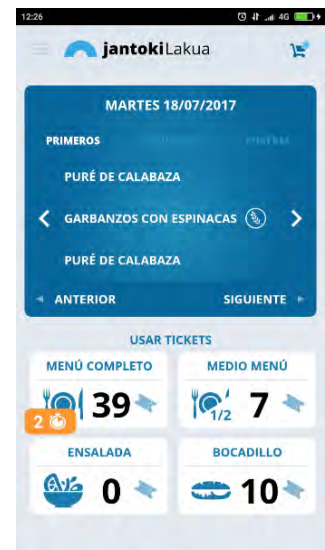 12:26 4G
jantokiLakua
MARTES 18/07/2017
PRIMEROS POSTRES
PURÉ DE CALABAZA
GARBANZOS CON ESPINACAS
PURÉ DE CALABAZA
ANTERIOR SIGUIENTE
USAR TICKETS
MENÚ COMPLETO MEDIO MENÚ
39 1/2 7
2
ENSALADA BOCADILLO
0 10